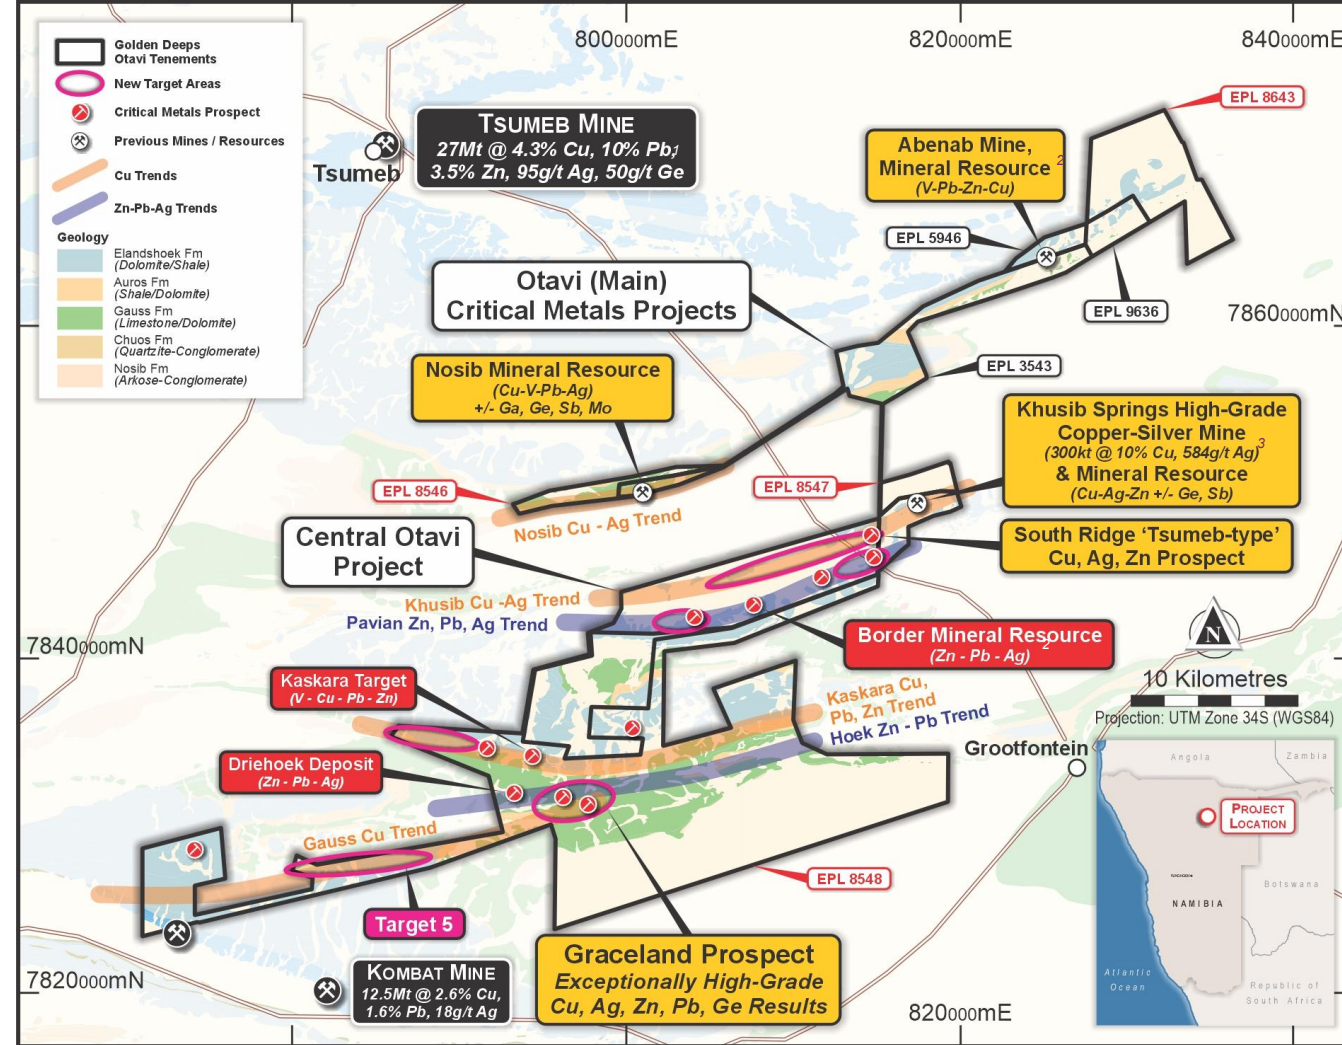 800000mE
820000mE
840000mE
Golden Deeps
Otavi Tenements
New Target Areas
Critical Metals Prospect
Previous Mines / Resources
Cu Trends
Zn-Pb-Ag Trends
Geology
Elandshoek Fm
(Dolomite/Shale)
Auros Fm
(Shale/Dolomite)
Gauss Fm
(Limestone/Dolomite)
Chuos Fm
(Quartzite-Conglomerate)
Nosib Fm
(Arkose-Conglomerate)
Tsumeb
TSUMEB MINE
27Mt @ 4.3% Cu, 10% Pb,1
3.5% Zn, 95g/t Ag, 50g/t Ge
EPL 8643
Abenab Mine,
Mineral Resource 2
(V-Pb-Zn-Cu)
EPL 5946
EPL 9636
7860000mN
Otavi (Main)
Critical Metals Projects
EPL 3543
Nosib Mineral Resource
(Cu-V-Pb-Ag)
+/- Ga, Ge, Sb, Mo
Khusib Springs High-Grade
Copper-Silver Mine
(300kt @ 10% Cu, 584g/t Ag)3
& Mineral Resource
(Cu-Ag-Zn +/- Ge, Sb)
EPL 8546
EPL 8547
Nosib Cu - Ag Trend
Central Otavi
Project
South Ridge ‘Tsumeb-type’
Cu, Ag, Zn Prospect
Khusib Cu -Ag Trend
Pavian Zn, Pb, Ag Trend
7840000mN
Border Mineral Resource
(Zn - Pb - Ag) 2
N
10 Kilometres
Projection: UTM Zone 34S (WGS84)
Kaskara Target
(V - Cu - Pb - Zn)
Kaskara Cu,
Pb, Zn Trend
Hoek Zn - Pb Trend
Grootfontein
Driehoek Deposit
(Zn - Pb - Ag)
Gauss Cu Trend
EPL 8548
Target 5
Graceland Prospect
Exceptionally High-Grade
Cu, Ag, Zn, Pb, Ge Results
KOMBAT MINE
12.5Mt @ 2.6% Cu,
1.6% Pb, 18g/t Ag
7820000mN
820000mE
Angola
Zambia
PROJECT
LOCATION
Botswana
NAMIBIA
Atlantic
Ocean
Republic of
South Africa